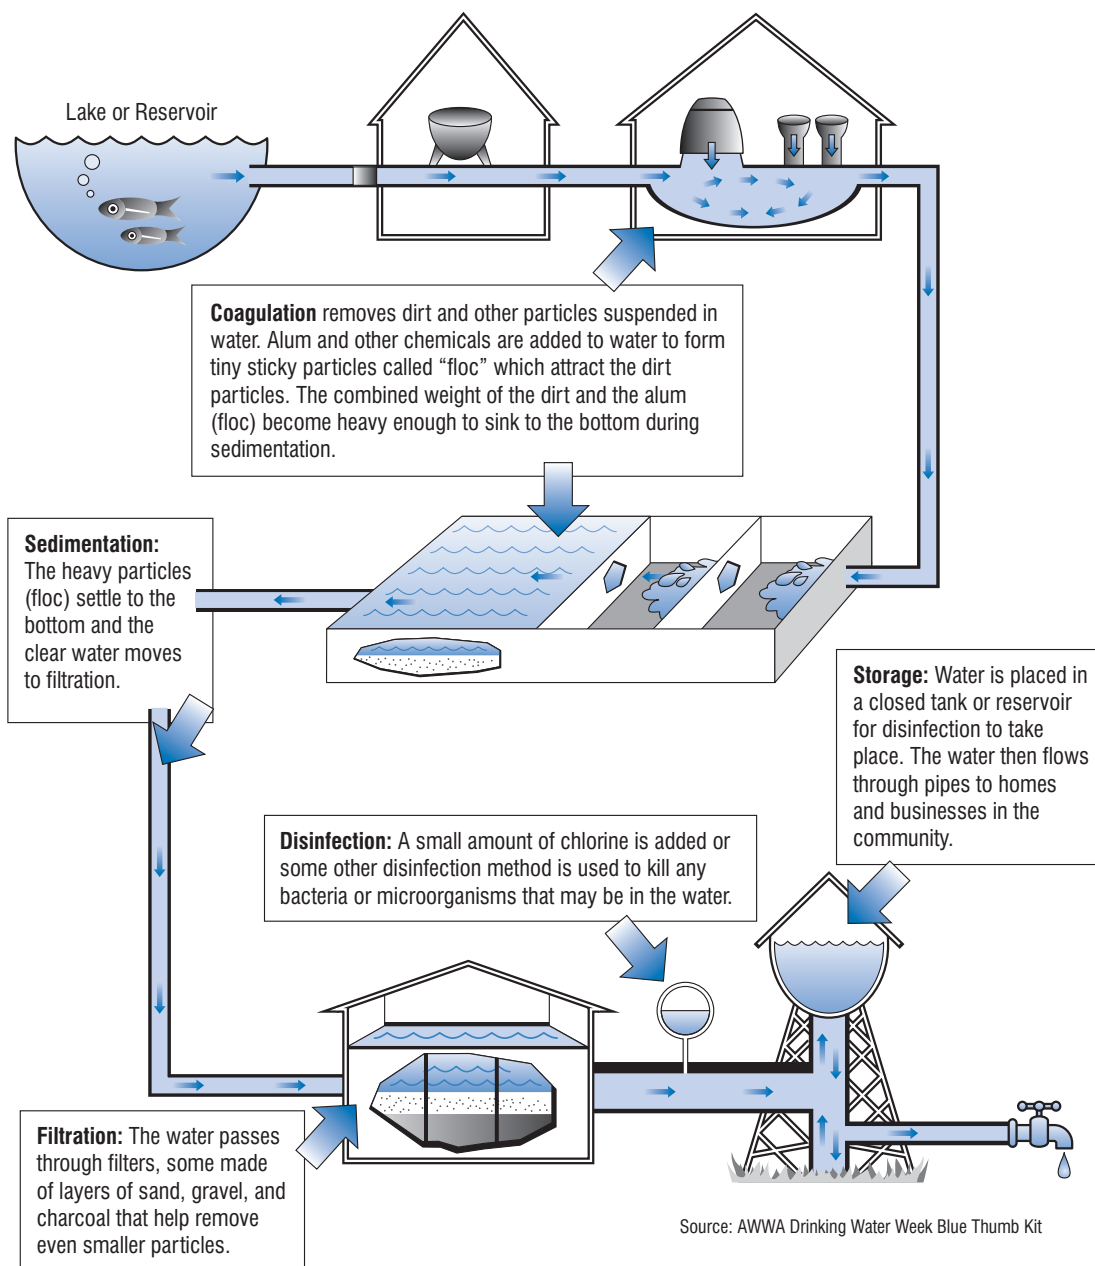 Lake or Reservoir
Coagulation removes dirt and other particles suspended in
water. Alum and other chemicals are added to water to form
tiny sticky particles called “floc” which attract the dirt
particles. The combined weight of the dirt and the alum
(floc) become heavy enough to sink to the bottom during
sedimentation.
Sedimentation:
The heavy particles
(floc) settle to the
bottom and the
clear water moves
to filtration.
Storage: Water is placed in
a closed tank or reservoir
for disinfection to take
place. The water then flows
through pipes to homes
and businesses in the
community.
Disinfection: A small amount of chlorine is added or
some other disinfection method is used to kill any
bacteria or microorganisms that may be in the water.
Filtration: The water passes
through filters, some made
of layers of sand, gravel, and
charcoal that help remove
even smaller particles.
Source: AWWA Drinking Water Week Blue Thumb Kit